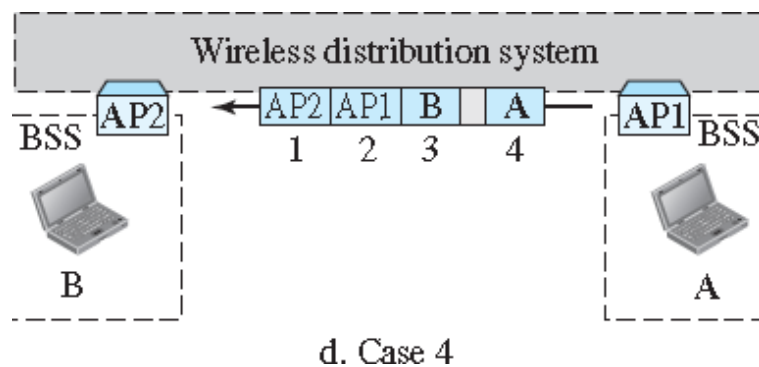 Wireless distribution system
AP2 AP2 AP1 B A AP1
BSS 1 2 3 4 BSS
B A
d. Case 4